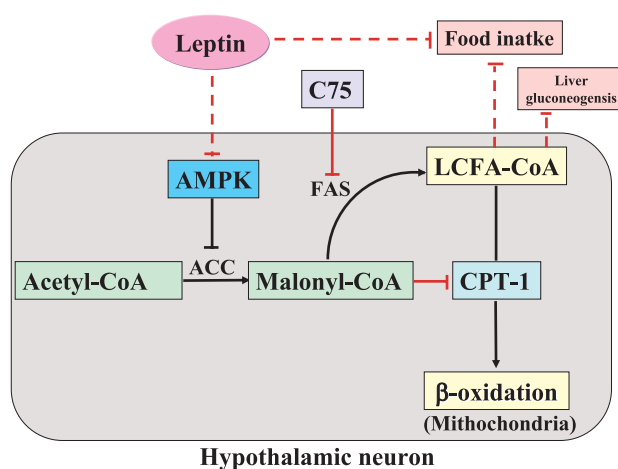 Leptin
Food inatke
Liver
gluconeogensis
C75
AMPK
FAS
LCFA-CoA
Acetyl-CoA
ACC
Malonyl-CoA
CPT-1
β-oxidation
(Mithochondria)
Hypothalamic neuron